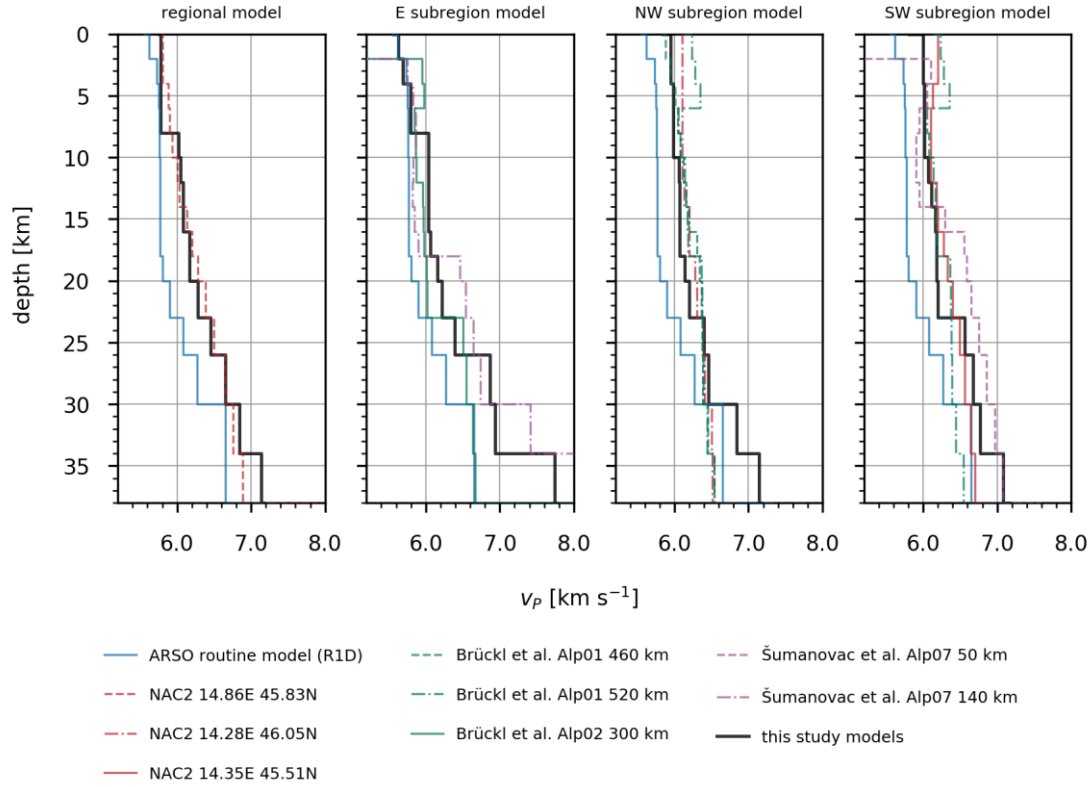 regional model
E subregion model
NW subregion model
SW subregion model
0
5
10
15
20
25
30
35
depth [km]
6.0 7.0 8.0
6.0 7.0 8.0
6.0 7.0 8.0
6.0 7.0 8.0
v_P [km s⁻¹]
ARSO routine model (R1D)
NAC2 14.86E 45.83N
NAC2 14.28E 46.05N
NAC2 14.35E 45.51N
Brückl et al. Alp01 460 km
Brückl et al. Alp01 520 km
Brückl et al. Alp02 300 km
Šumanovac et al. Alp07 50 km
Šumanovac et al. Alp07 140 km
this study models